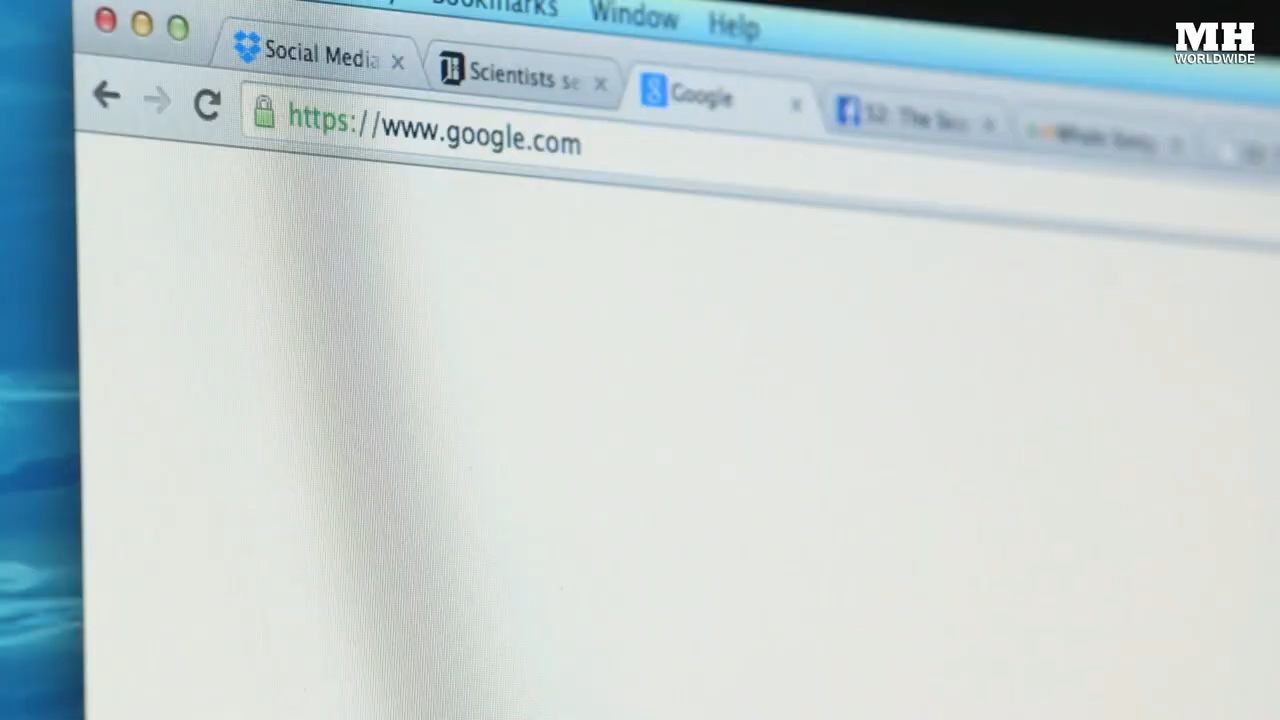 Bookmarks Window Help
MH
WORLDWIDE
Social Media
Scientists se
Google
https://www.google.com